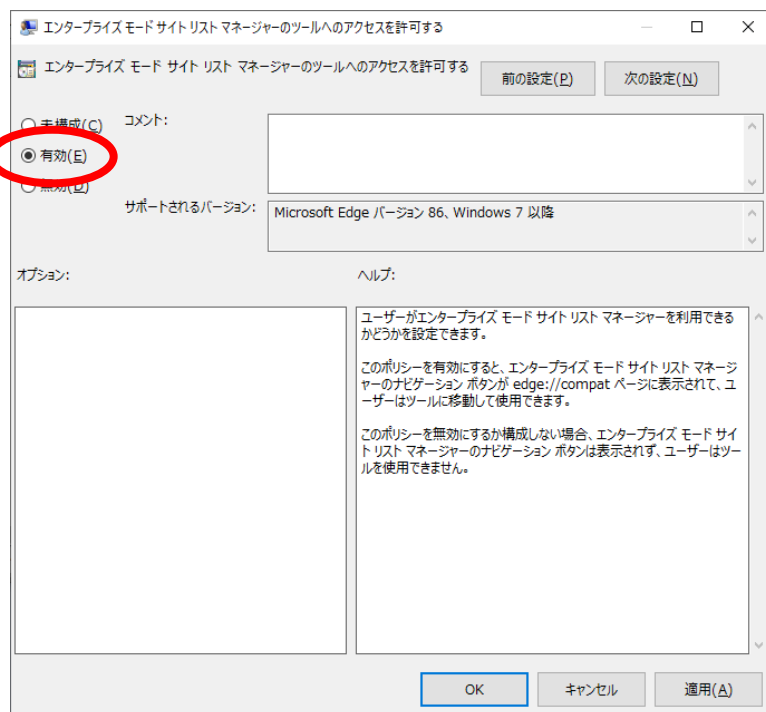 エンタープライズ モード サイト リスト マネージャーのツールへのアクセスを許可する
エンタープライズ モード サイト リスト マネージャーのツールへのアクセスを許可する
前の設定(P)
次の設定(N)
未構成(C)
コメント:
有効(E)
無効(D)
サポートされるバージョン:
Microsoft Edge バージョン 86、Windows 7 以降
オプション:
ヘルプ:
ユーザーがエンタープライズ モード サイト リスト マネージャーを利用できる
かどうかを設定できます。
このポリシーを有効にすると、エンタープライズ モード サイト リスト マネージ
ャーのナビゲーション ボタンが edge://compat ページに表示されて、ユ
ーザーはツールに移動して使用できます。
このポリシーを無効にするか構成しない場合、エンタープライズ モード サイ
ト リスト マネージャーのナビゲーション ボタンは表示されず、ユーザーはツー
ルを使用できません。
OK
キャンセル
適用(A)